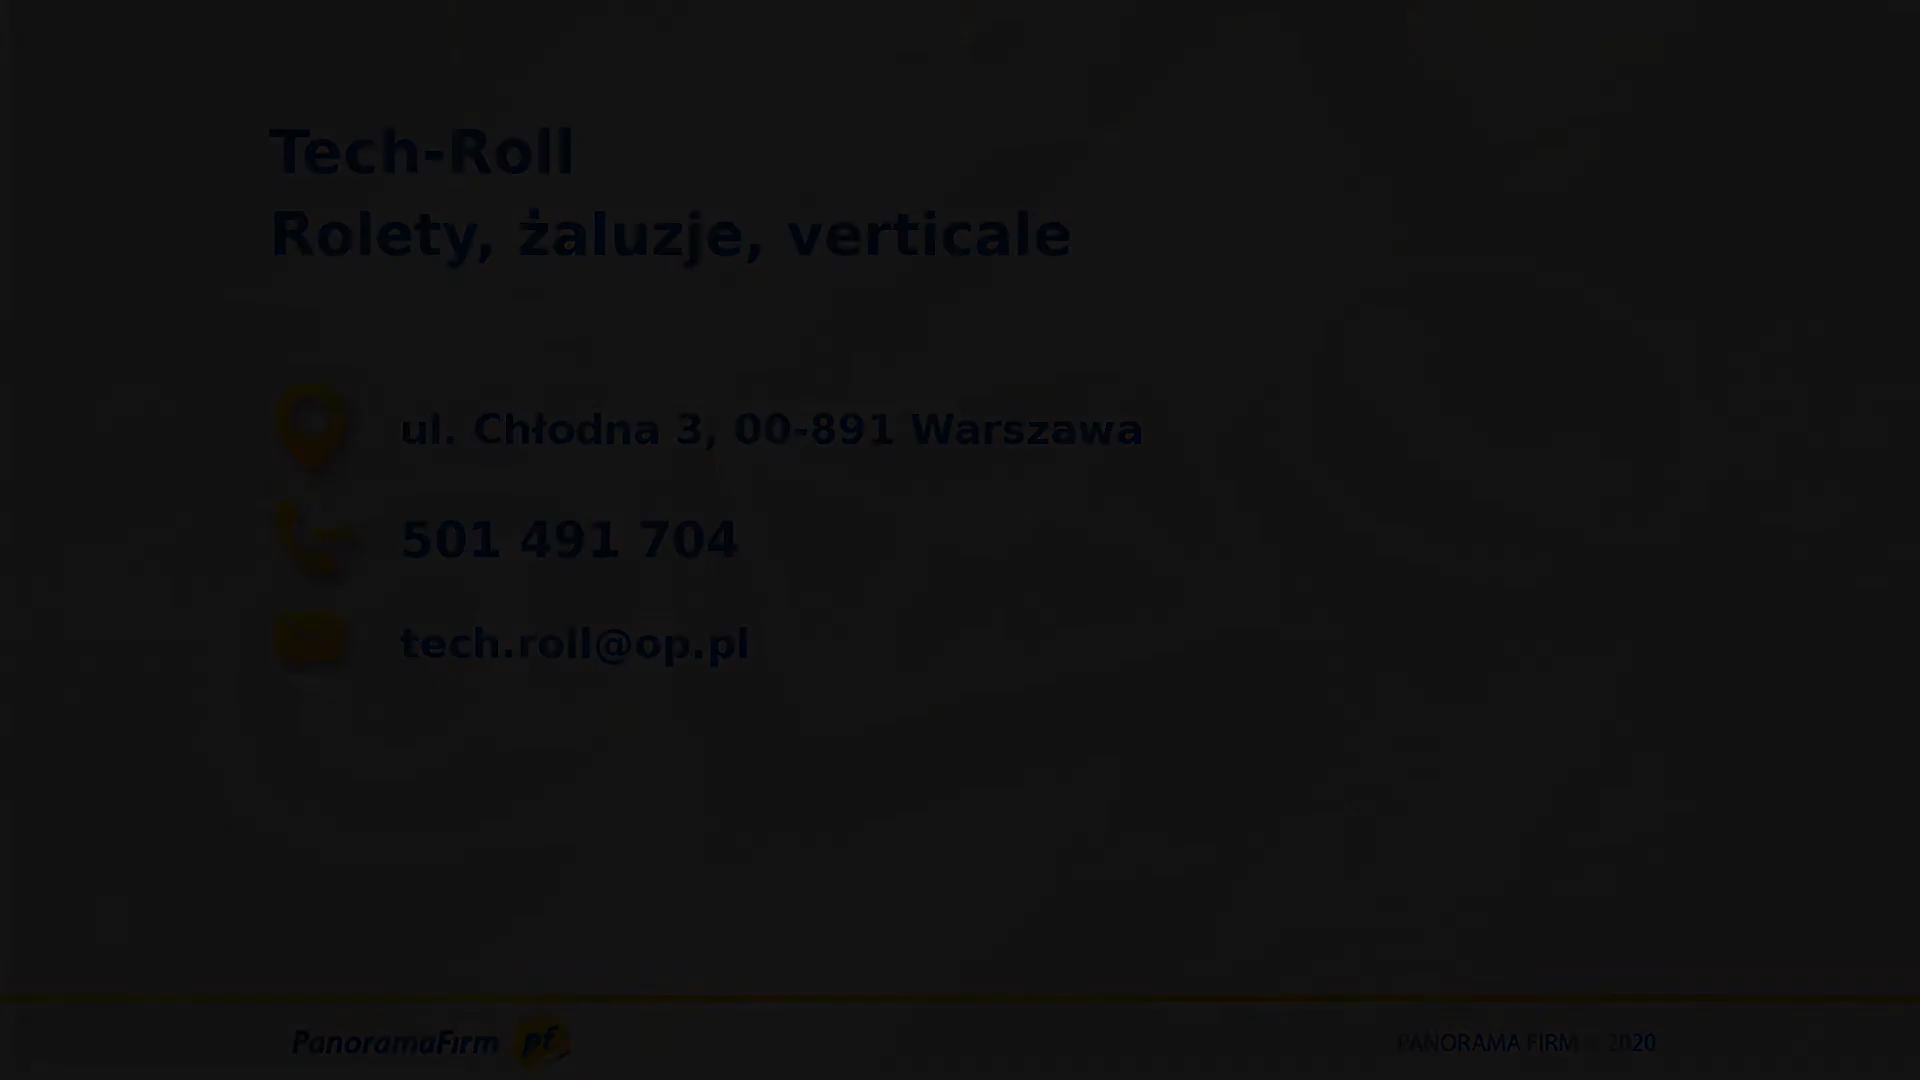 Tech-Roll
Rolety, żaluzje, verticale
ul. Chłodna 3, 00-891 Warszawa
501 491 704
tech.roll@op.pl
PanoramaFirm pf
PANORAMA FIRM © 2020